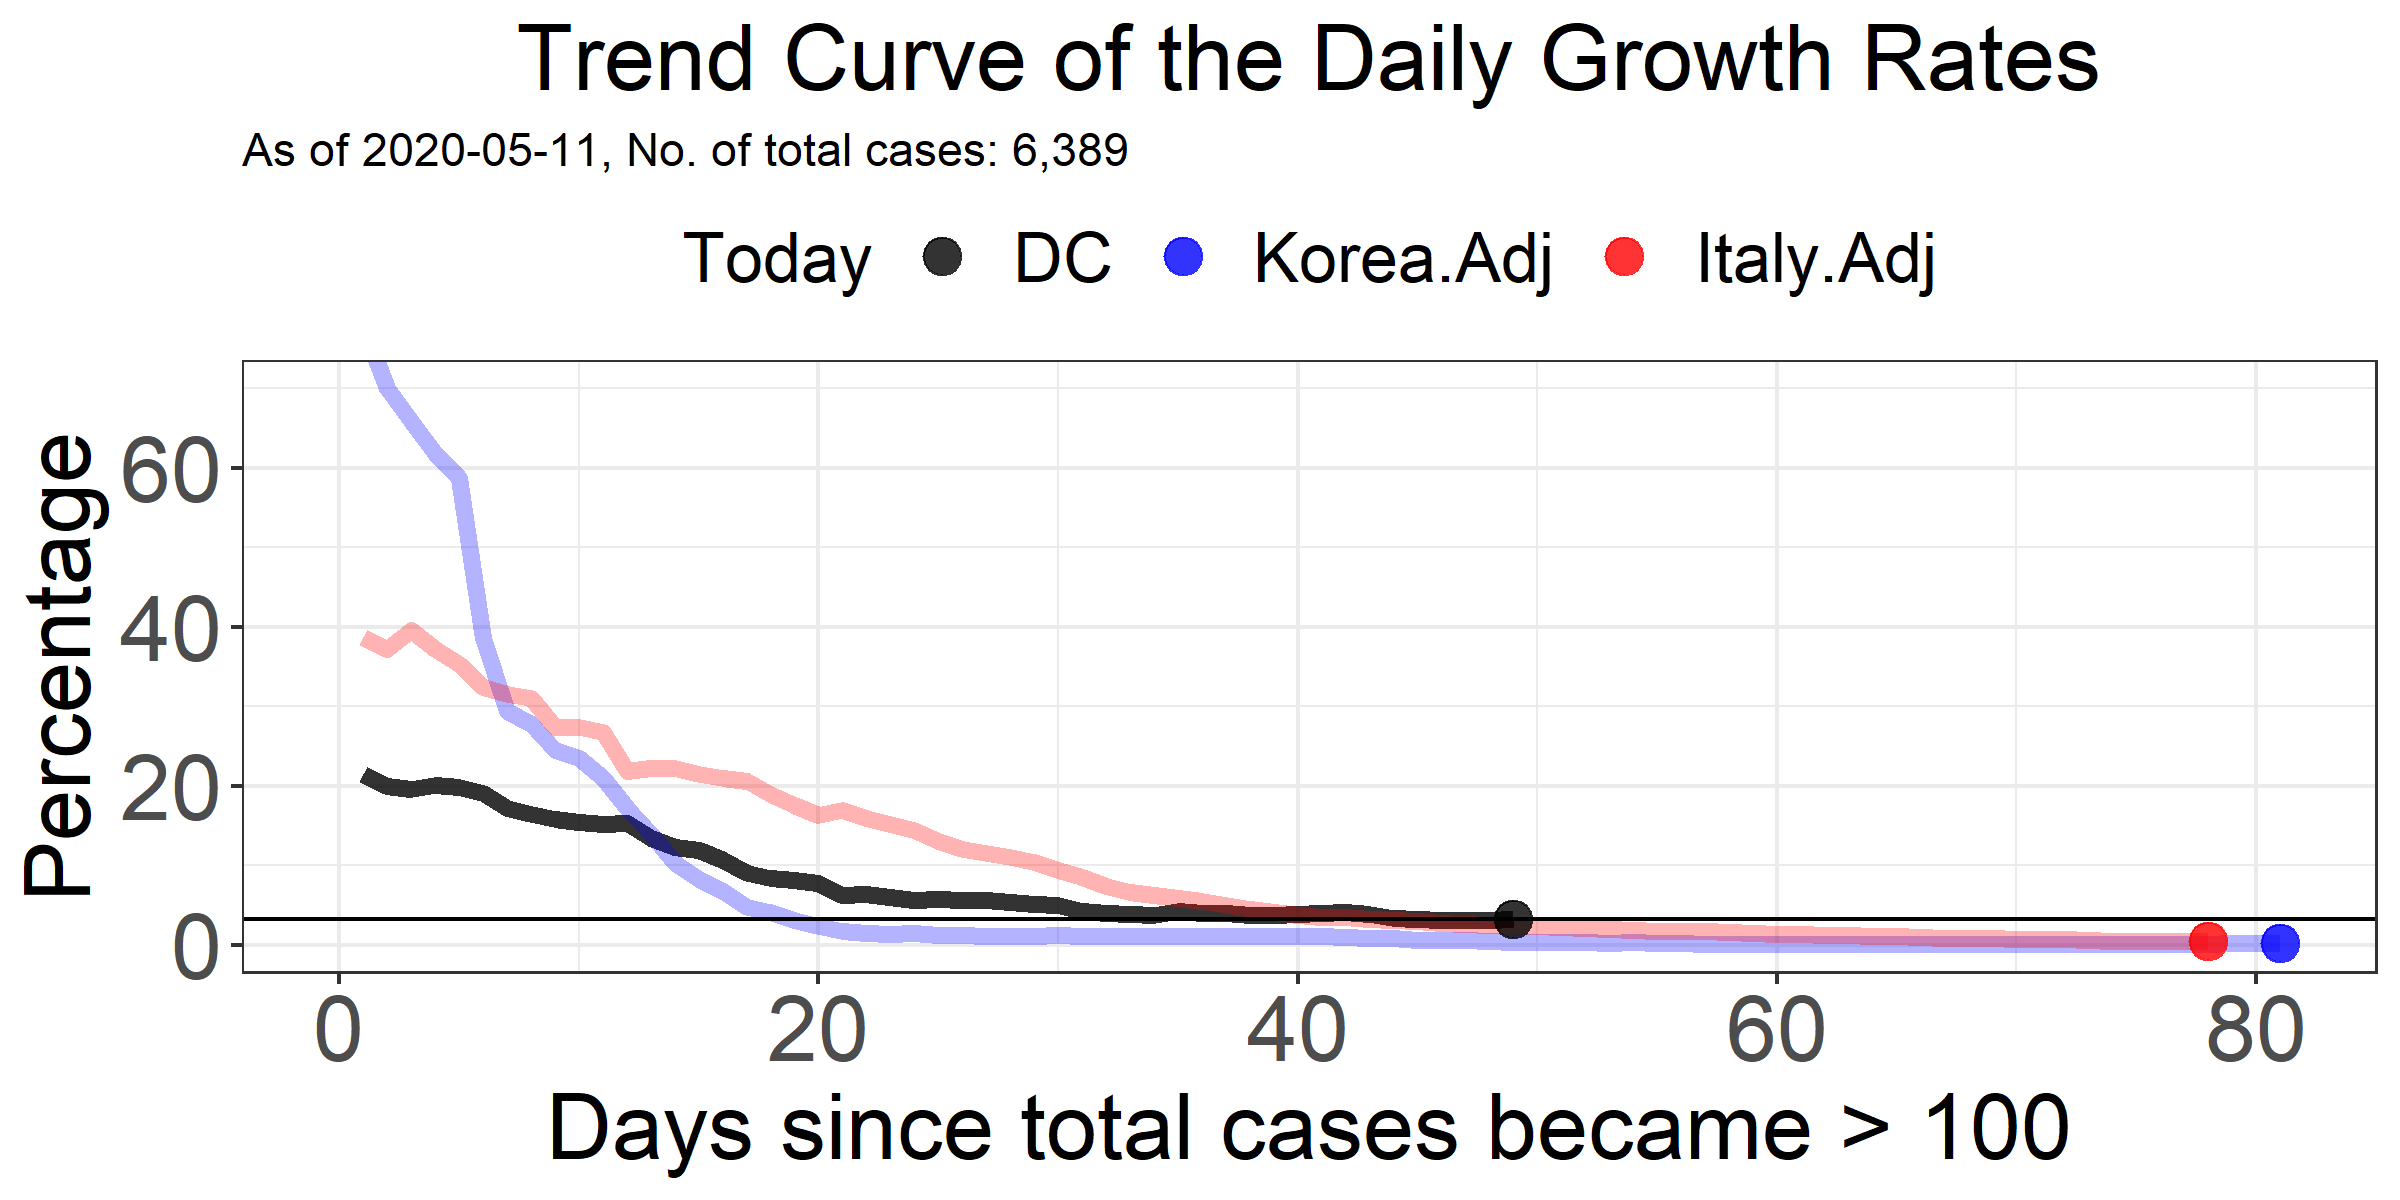 Trend Curve of the Daily Growth Rates
As of 2020-05-11, No. of total cases: 6,389
Today DC Korea.Adj Italy.Adj
Percentage
60
40
20
0
0 20 40 60 80
Days since total cases became > 100